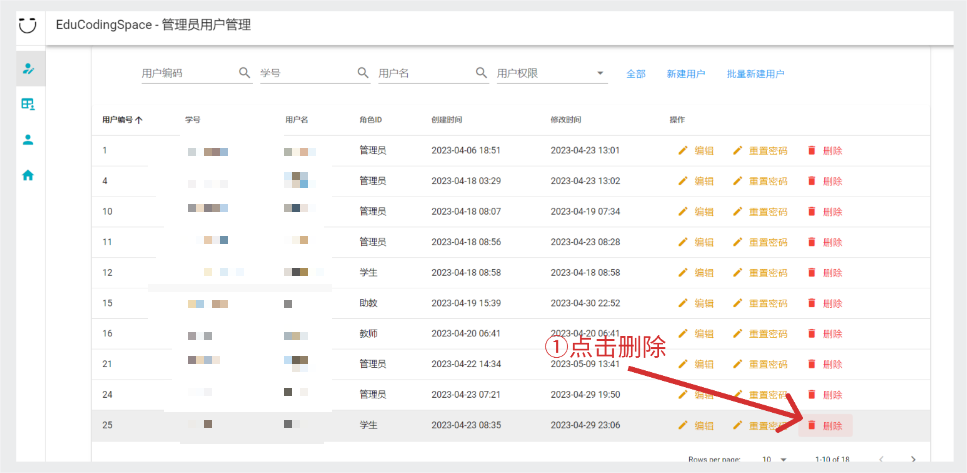 EduCodingSpace - 管理员用户管理
用户编码 学号 用户名 用户权限 全部 新建用户 批量新建用户
用户编号 学号 用户名 角色ID 创建时间 修改时间 操作
1 管理员 2023-04-06 18:51 2023-04-23 13:01 编辑 重置密码 删除
4 管理员 2023-04-18 03:29 2023-04-23 13:02 编辑 重置密码 删除
10 管理员 2023-04-18 08:07 2023-04-19 07:34 编辑 重置密码 删除
11 管理员 2023-04-18 08:56 2023-04-23 08:28 编辑 重置密码 删除
12 学生 2023-04-18 08:58 2023-04-18 08:58 编辑 重置密码 删除
15 助教 2023-04-19 15:39 2023-04-30 22:52 编辑 重置密码 删除
16 教师 2023-04-20 06:41 2023-04-20 06:41 编辑 重置密码 删除
①点击删除
21 管理员 2023-04-22 14:34 2023-05-09 13:41 编辑 重置密码 删除
24 管理员 2023-04-23 07:21 2023-04-29 19:50 编辑 重置密码 删除
25 学生 2023-04-23 08:35 2023-04-29 23:06 编辑 重置密码 删除
Rows per page: 10 1-10 of 18